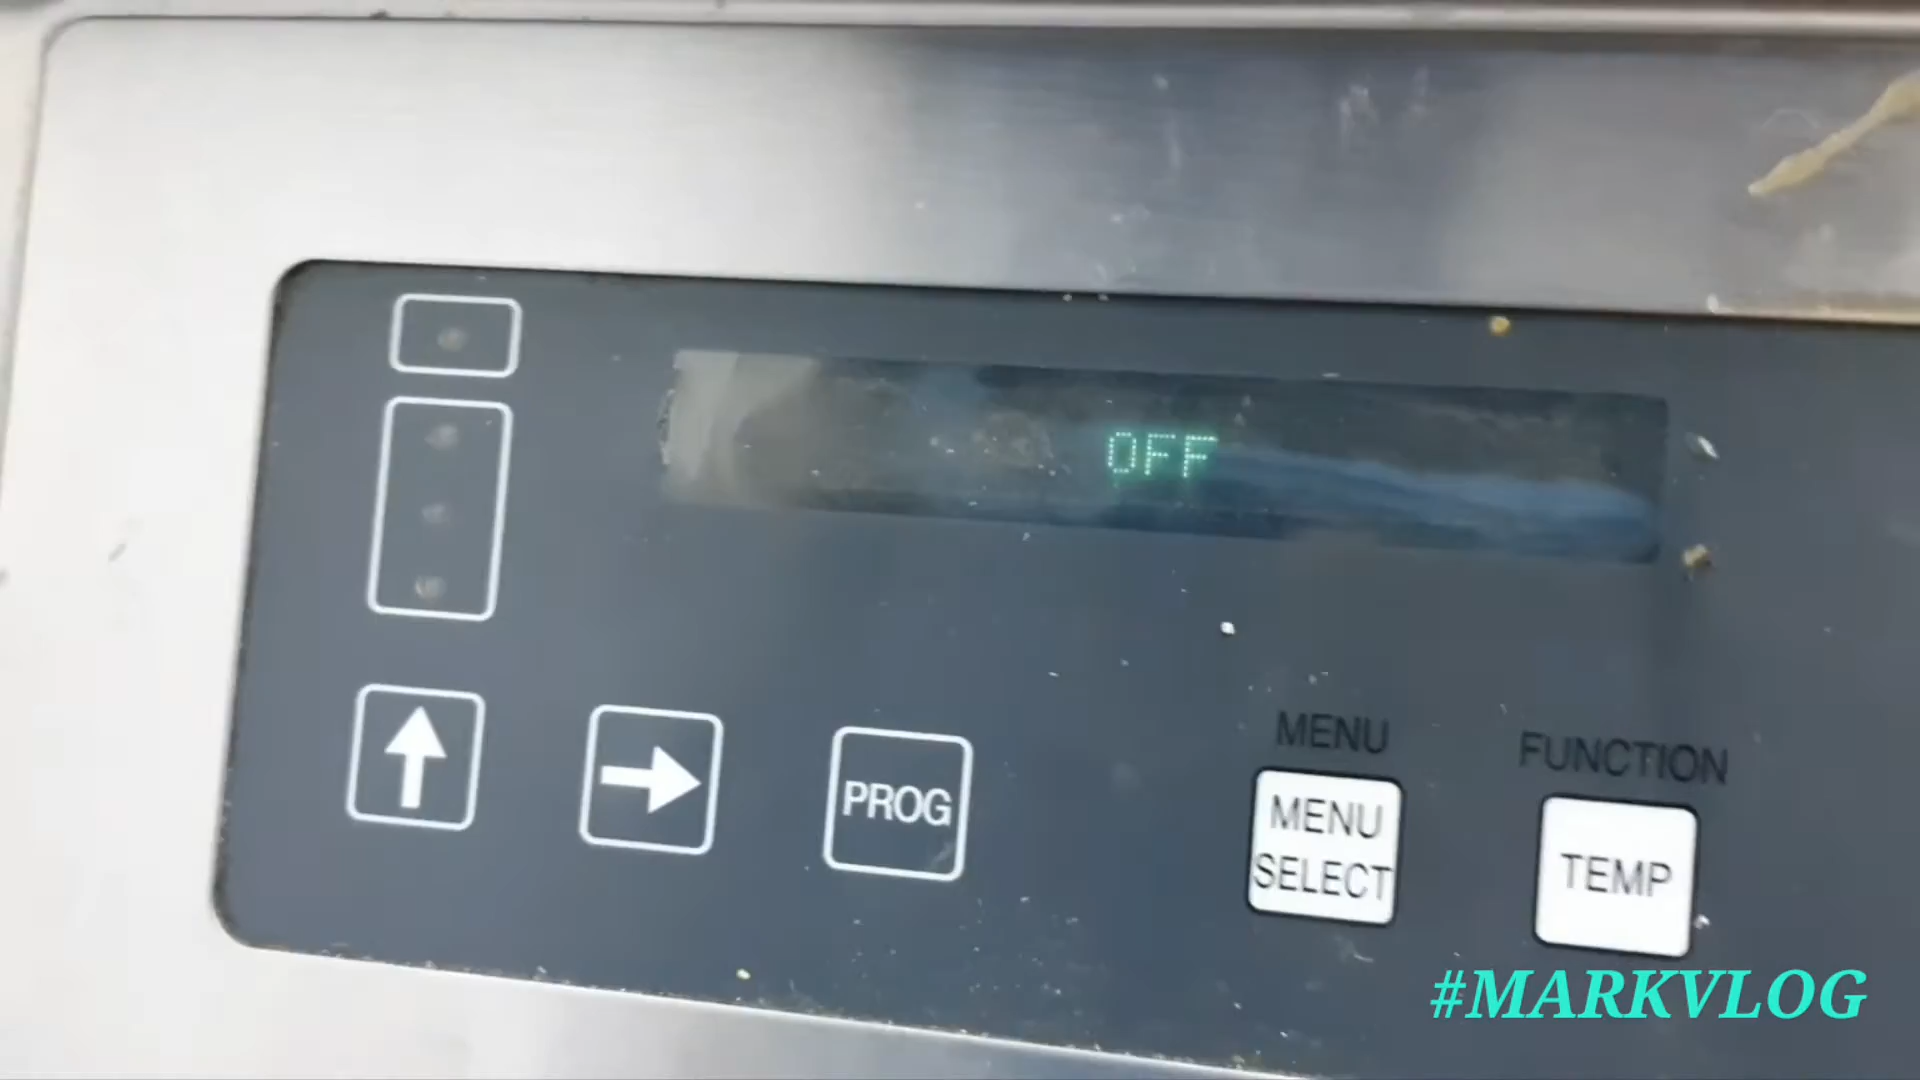 OFF
PROG
MENU
MENU
SELECT
FUNCTION
TEMP
#MARKVLOG